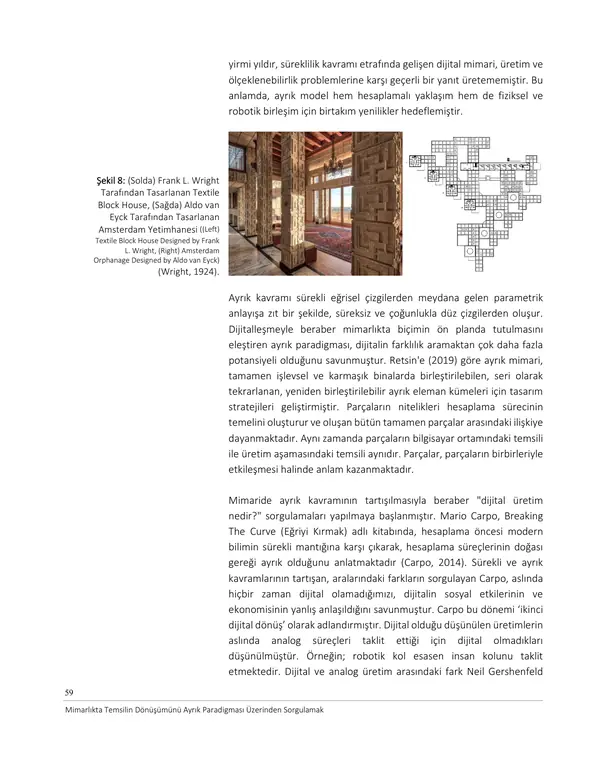 yirmi yıldır, süreklilik kavramı etrafında gelişen dijital mimari, üretim ve
ölçeklenebilirlik problemlerine karşı geçerli bir yanıt üretememiştir. Bu
anlamda, ayrık model hem hesaplamalı yaklaşım hem de fiziksel ve
robotik birleşim için birtakım yenilikler hedeflemiştir.
Şekil 8: (Solda) Frank L. Wright
Tarafından Tasarlanan Textile
Block House, (Sağda) Aldo van
Eyck Tarafından Tasarlanan
Amsterdam Yetimhanesi ((Left)
Textile Block House Designed by Frank
L. Wright, (Right) Amsterdam
Orphanage Designed by Aldo van Eyck)
(Wright, 1924).
Ayrık kavramı sürekli eğrisel çizgilerden meydana gelen parametrik
anlayışa zıt bir şekilde, süreksiz ve çoğunlukla düz çizgilerden oluşur.
Dijitalleşmeyle beraber mimarlıkta biçimin ön planda tutulmasını
eleştiren ayrık paradigması, dijitalin farklılık aramaktan çok daha fazla
potansiyeli olduğunu savunmuştur. Retsin'e (2019) göre ayrık mimari,
tamamen işlevsel ve karmaşık binalarda birleştirilebilen, seri olarak
tekrarlanan, yeniden birleştirilebilir ayrık eleman kümeleri için tasarım
stratejileri geliştirmiştir. Parçaların nitelikleri hesaplama sürecinin
temelini oluşturur ve oluşan bütün tamamen parçalar arasındaki ilişkiye
dayanmaktadır. Aynı zamanda parçaların bilgisayar ortamındaki temsili
ile üretim aşamasındaki temsili aynıdır. Parçalar, parçaların birbirleriyle
etkileşmesi halinde anlam kazanmaktadır.
Mimaride ayrık kavramının tartışılmasıyla beraber "dijital üretim
nedir?" sorgulamaları yapılmaya başlanmıştır. Mario Carpo, Breaking
The Curve (Eğriyi Kırmak) adlı kitabında, hesaplama öncesi modern
bilimin sürekli mantığına karşı çıkarak, hesaplama süreçlerinin doğası
gereği ayrık olduğunu anlatmaktadır (Carpo, 2014). Sürekli ve ayrık
kavramlarının tartışan, aralarındaki farkların sorgulayan Carpo, aslında
hiçbir zaman dijital olamadığımızı, dijitalin sosyal etkilerinin ve
ekonomisinin yanlış anlaşıldığını savunmuştur. Carpo bu dönemi ‘ikinci
dijital dönüş’ olarak adlandırmıştır. Dijital olduğu düşünülen üretimlerin
aslında analog süreçleri taklit ettiği için dijital olmadıkları
düşünülmüştür. Örneğin; robotik kol esasen insan kolunu taklit
etmektedir. Dijital ve analog üretim arasındaki fark Neil Gershenfeld
59
Mimarlıkta Temsilin Dönüşümünü Ayrık Paradigması Üzerinden Sorgulamak